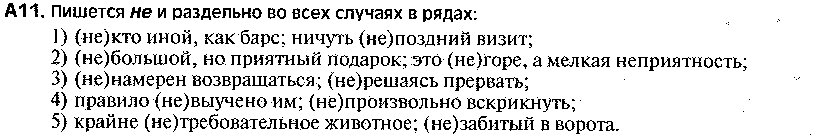 А11. Пишется не и раздельно во всех случаях в рядах:
1) (не)кто иной, как барс; ничуть (не)поздний визит;
2) (не)большой, но приятный подарок; это (не)горе, а мелкая неприятность;
3) (не)намерен возвращаться; (не)решаясь прервать;
4) правило (не)выучено им; (не)произвольно вскрикнуть;
5) крайне (не)требовательное животное; (не)забитый в ворота.